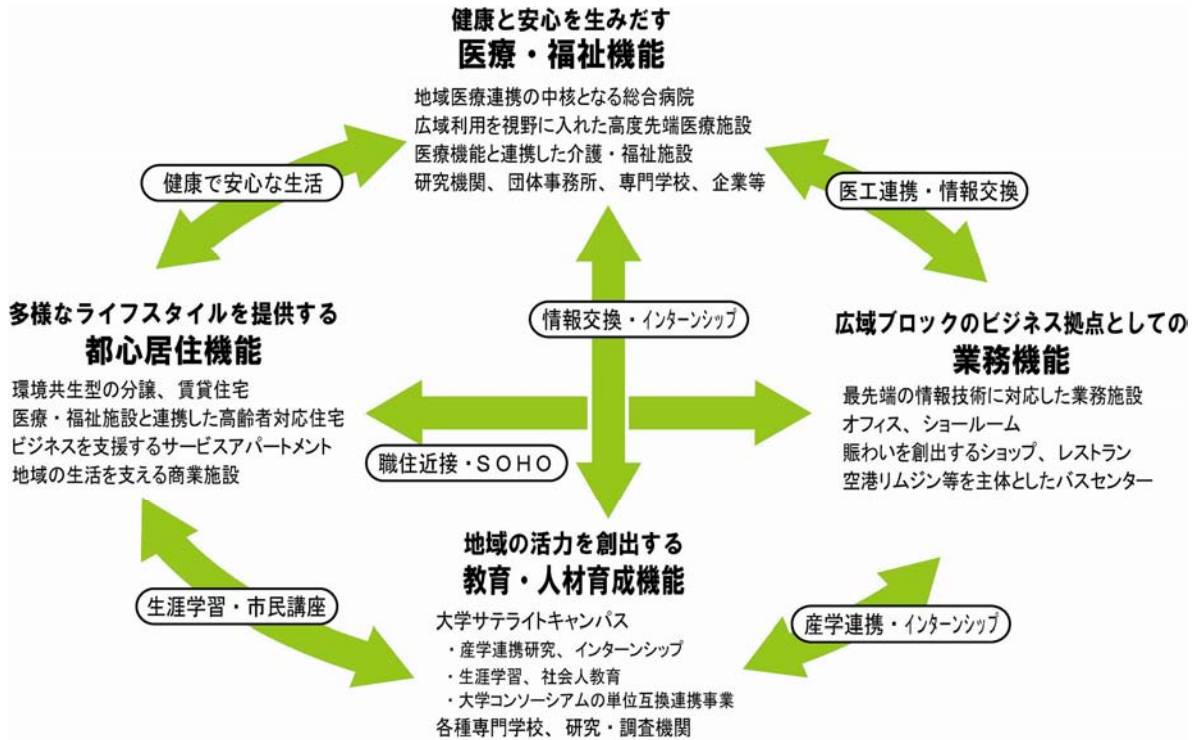 健康と安心を生みだす
医療・福祉機能
地域医療連携の中核となる総合病院
広域利用を視野に入れた高度先端医療施設
医療機能と連携した介護・福祉施設
研究機関、団体事務所、専門学校、企業等
健康で安心な生活
医工連携・情報交換
情報交換・インターンシップ
多様なライフスタイルを提供する
都心居住機能
環境共生型の分譲、賃貸住宅
医療・福祉施設と連携した高齢者対応住宅
ビジネスを支援するサービスアパートメント
地域の生活を支える商業施設
広域ブロックのビジネス拠点としての
業務機能
最先端の情報技術に対応した業務施設
オフィス、ショールーム
賑わいを創出するショップ、レストラン
空港リムジン等を主体としたバスセンター
職住近接・SOHO
地域の活力を創出する
教育・人材育成機能
大学サテライトキャンパス
・産学連携研究、インターンシップ
・生涯学習、社会人教育
・大学コンソーシアムの単位互換連携事業
各種専門学校、研究・調査機関
生涯学習・市民講座
産学連携・インターンシップ